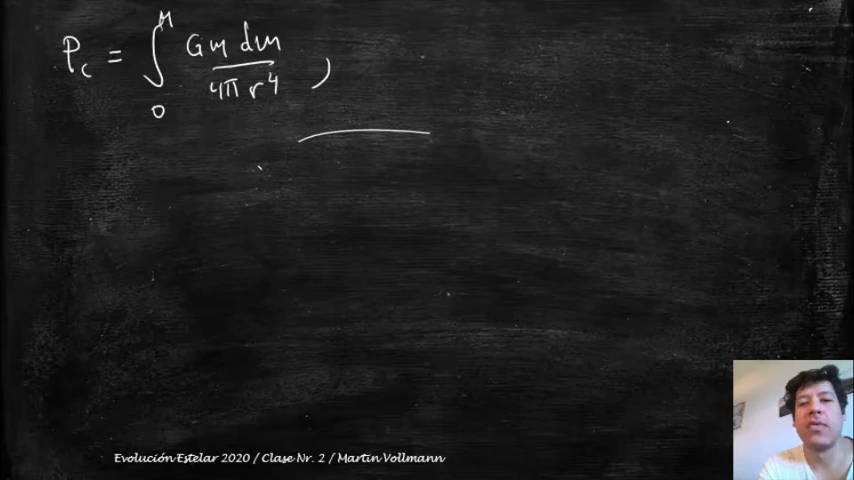 P_c = ∫_0^M G m dm / 4π r^4 ,
Evolución Estelar 2020 / Clase Nr. 2 / Martin Vollmann